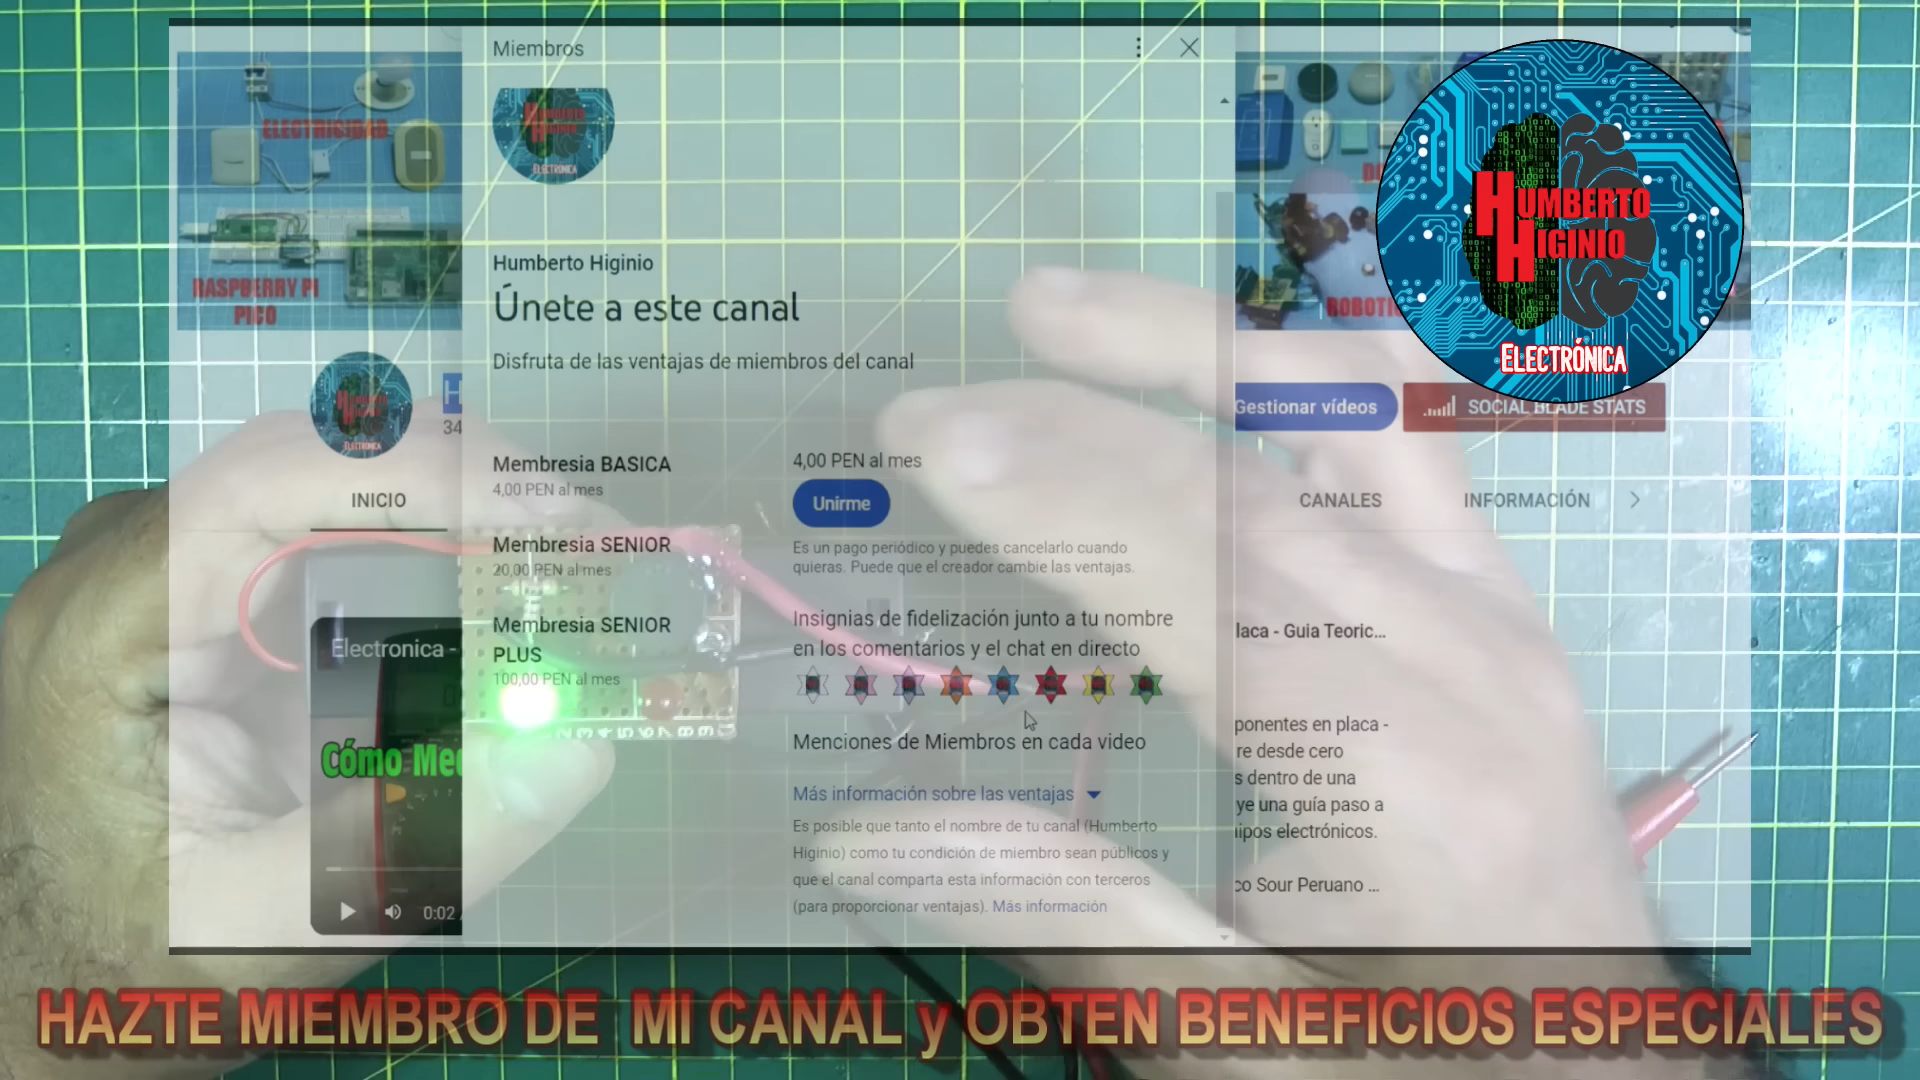 Miembros
ELECTRICIDAD
RASPBERRY PI
PICO
HUMBERTO
HIGINIO
ELECTRÓNICA
Humberto Higinio
Únete a este canal
Disfruta de las ventajas de miembros del canal
H
34
Gestionar vídeos
SOCIAL BLADE STATS
INICIO
CANALES
INFORMACIÓN
Membresia BASICA
4,00 PEN al mes
Membresia SENIOR
20,00 PEN al mes
Membresia SENIOR
PLUS
100,00 PEN al mes
4,00 PEN al mes
Unirme
Es un pago periódico y puedes cancelarlo cuando
quieras. Puede que el creador cambie las ventajas.
Insignias de fidelización junto a tu nombre
en los comentarios y el chat en directo
Menciones de Miembros en cada video
Más información sobre las ventajas
Es posible que tanto el nombre de tu canal (Humberto
Higinio) como tu condición de miembro sean públicos y
que el canal comparta esta información con terceros
(para proporcionar ventajas). Más información
Electronica -
Cómo Med
0:02 /
laca - Guia Teoric...
ponentes en placa -
re desde cero
s dentro de una
ye una guía paso a
ipos electrónicos.
co Sour Peruano ...
HAZTE MIEMBRO DE MI CANAL y OBTEN BENEFICIOS ESPECIALES